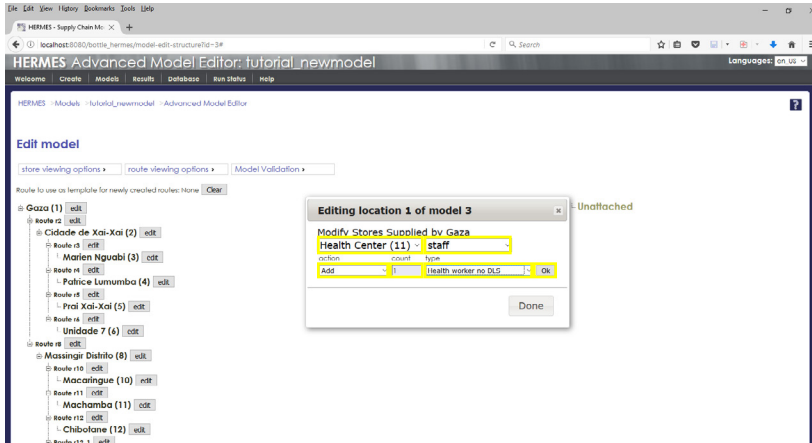 File Edit View History Bookmarks Tools Help
HERMES - Supply Chain Mo
localhost:8080/bottle_hermes/model-edit-structure?id=3#
Search
HERMES Advanced Model Editor: tutorial_newmodel
Languages: en_US
Welcome Create Models Results Database Run Status Help
HERMES >Models >tutorial_newmodel >Advanced Model Editor
?
Edit model
store viewing options
route viewing options
Model Validation
Route to use as template for newly created routes: None Clear
Gaza (1) edit
Route r2 edit
Cidade de Xai-Xai (2) edit
Route r3 edit
Marien Nguabi (3) edit
Route r4 edit
Patrice Lumumba (4) edit
Route r5 edit
Prai Xai-Xai (5) edit
Route r6 edit
Unidade 7 (6) edit
Route r8 edit
Massingir Distrito (8) edit
Route r10 edit
Macaringue (10) edit
Route r11 edit
Machamba (11) edit
Route r12 edit
Chibotane (12) edit
Route r12_1 edit
Unattached
Editing location 1 of model 3
Modify Stores Supplied by Gaza
Health Center (11) staff
action count type
Add 1 Health worker no DLS Ok
Done